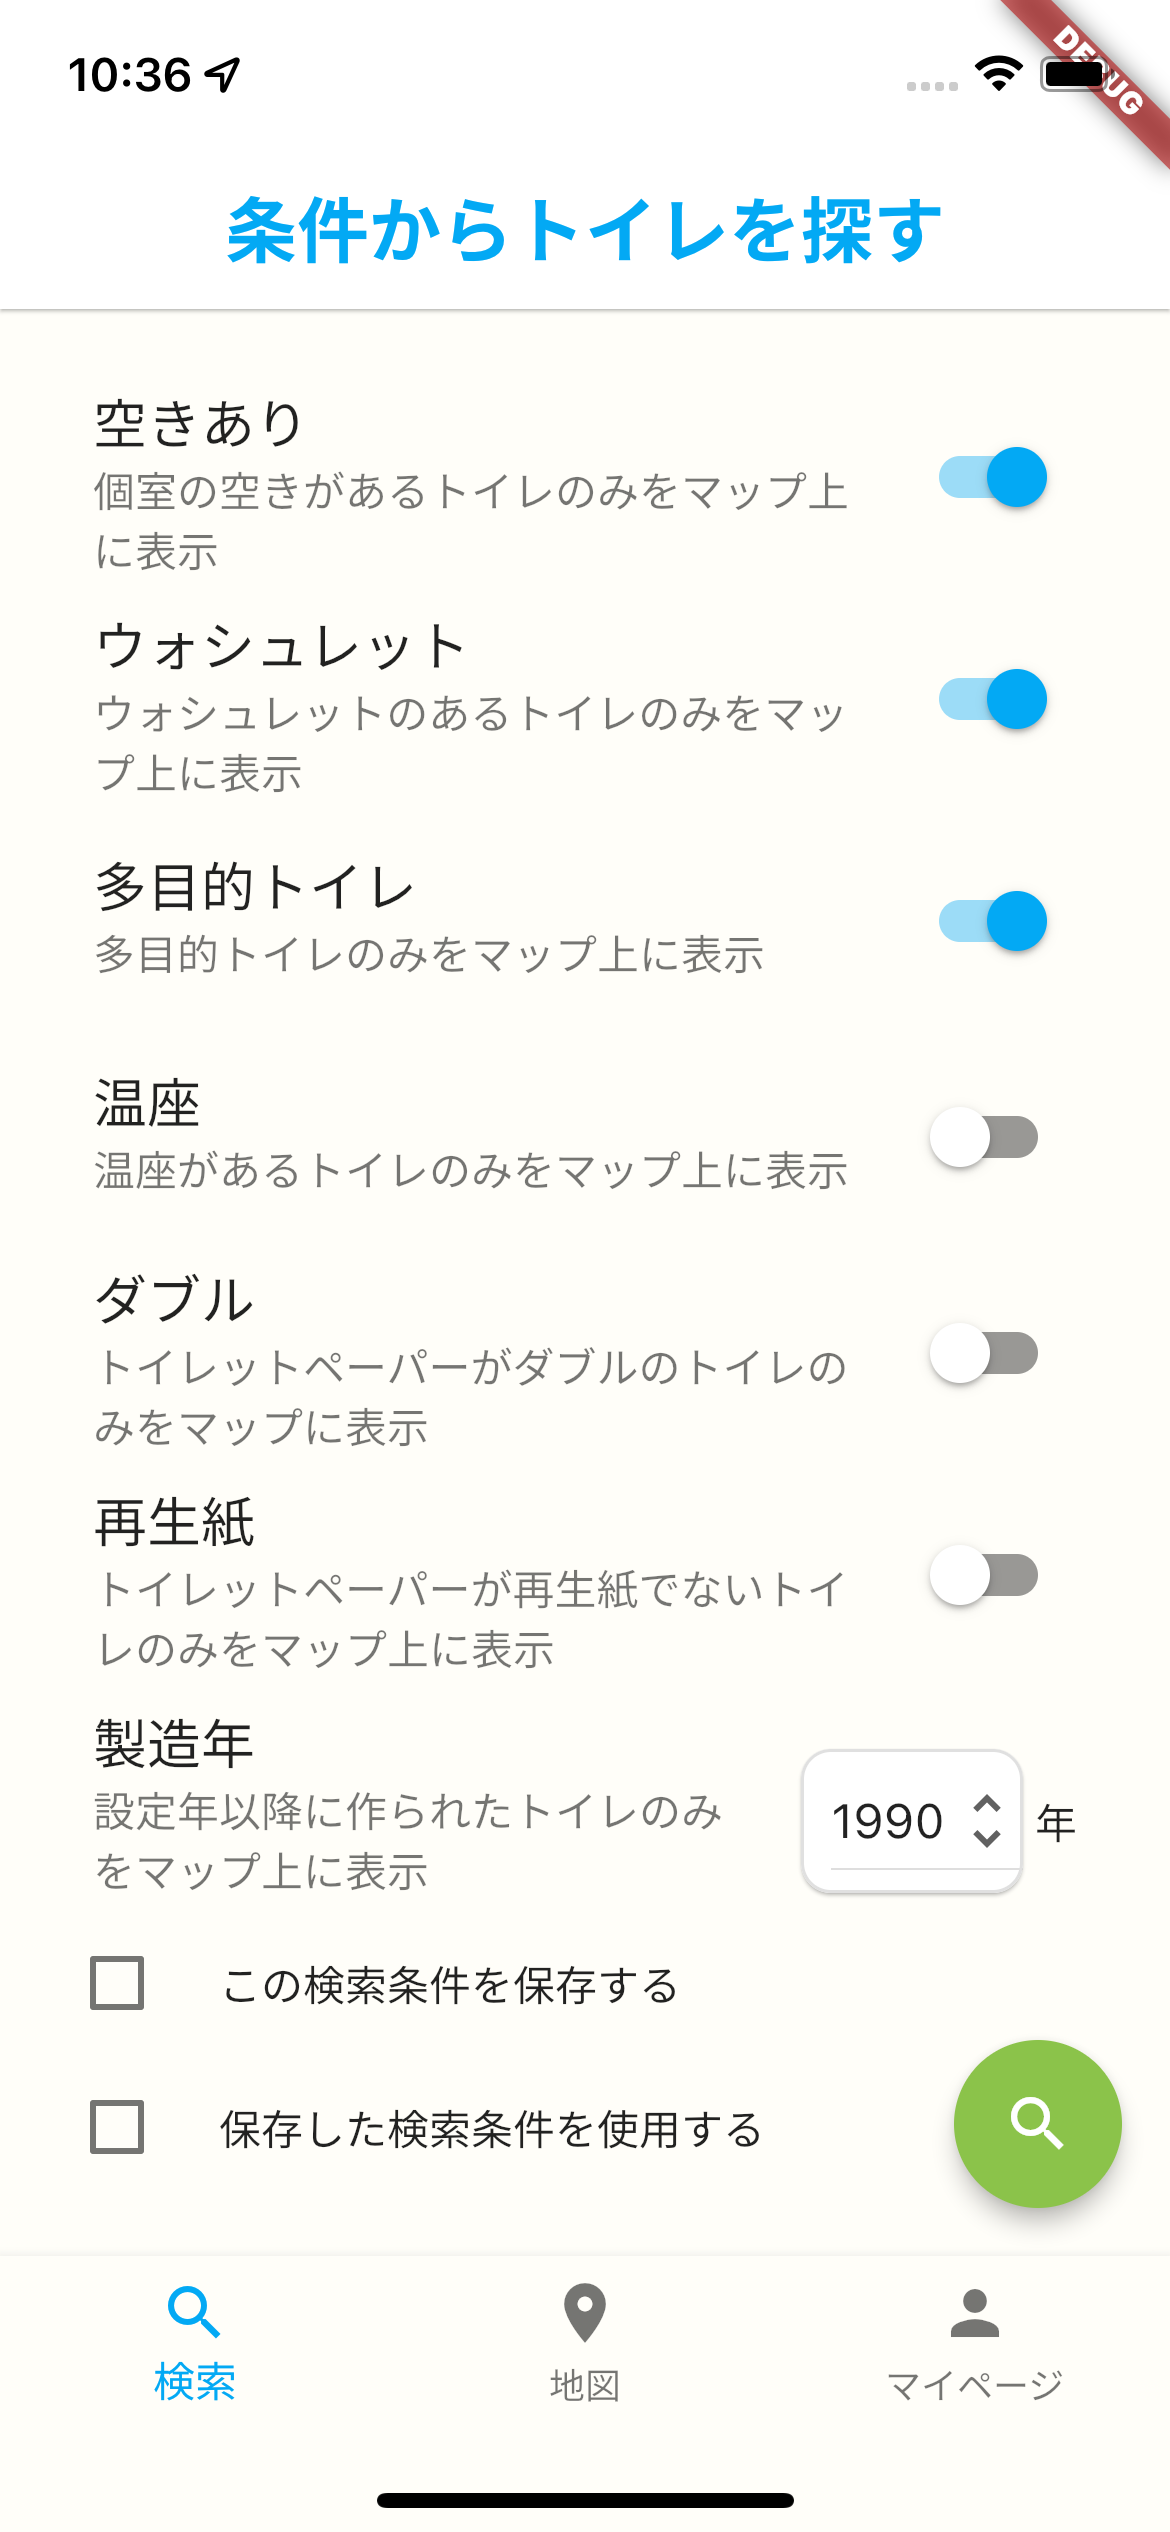 10:36
DEBUG
条件からトイレを探す
空きあり
個室の空きがあるトイレのみをマップ上
に表示
ウォシュレット
ウォシュレットのあるトイレのみをマッ
プ上に表示
多目的トイレ
多目的トイレのみをマップ上に表示
温座
温座があるトイレのみをマップ上に表示
ダブル
トイレットペーパーがダブルのトイレの
みをマップに表示
再生紙
トイレットペーパーが再生紙でないトイ
レのみをマップ上に表示
製造年
設定年以降に作られたトイレのみ
をマップ上に表示
1990 年
この検索条件を保存する
保存した検索条件を使用する
検索
地図
マイページ